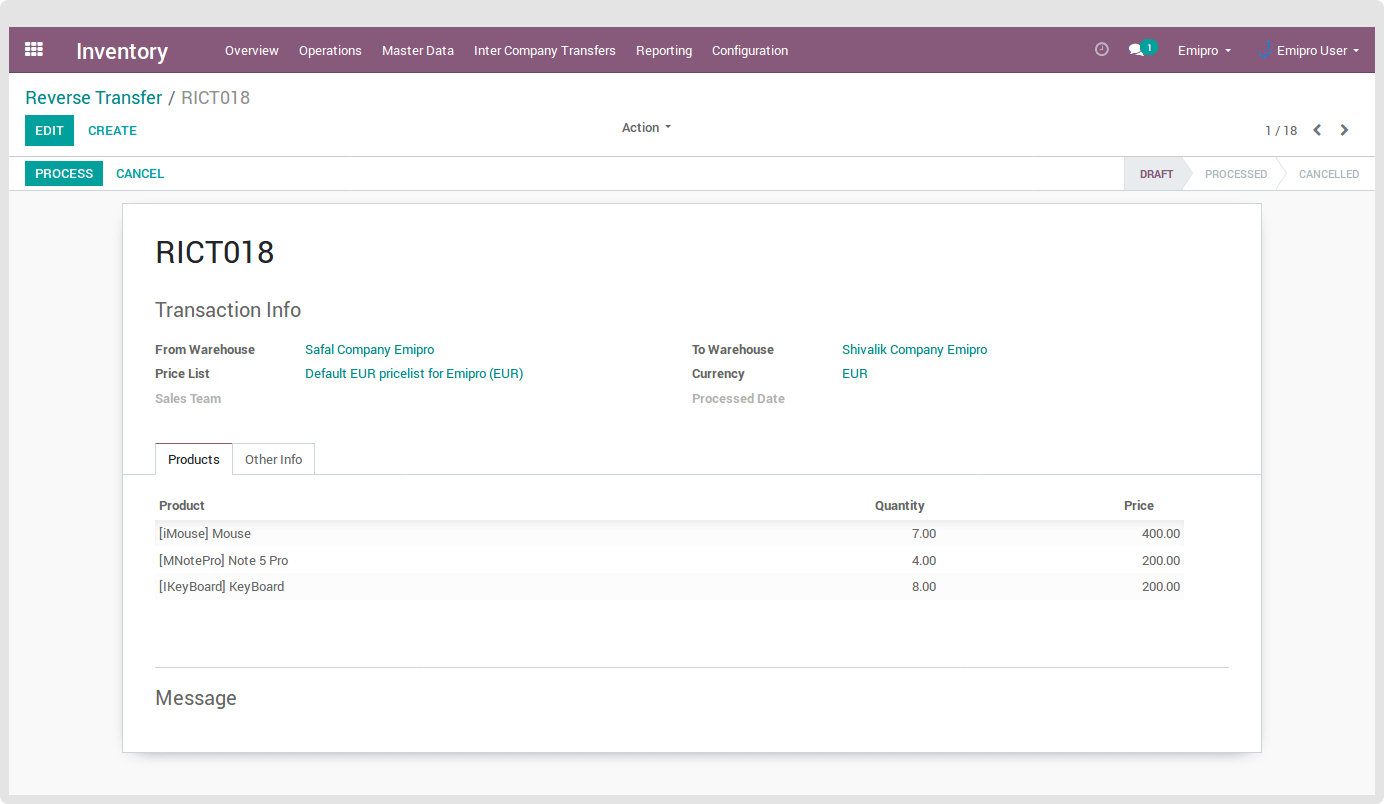 Inventory Overview Operations Master Data Inter Company Transfers Reporting Configuration 1 Emipro Emipro User
Reverse Transfer / RICT018
EDIT CREATE Action 1 / 18
PROCESS CANCEL DRAFT PROCESSED CANCELLED
RICT018
Transaction Info
From Warehouse Safal Company Emipro To Warehouse Shivalik Company Emipro
Price List Default EUR pricelist for Emipro (EUR) Currency EUR
Sales Team Processed Date
Products Other Info
Product Quantity Price
[iMouse] Mouse 7.00 400.00
[MNotePro] Note 5 Pro 4.00 200.00
[IKeyBoard] KeyBoard 8.00 200.00
Message